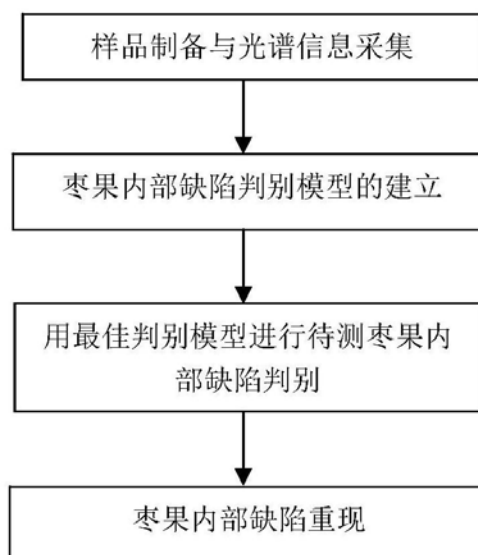 样品制备与光谱信息采集
枣果内部缺陷判别模型的建立
用最佳判别模型进行待测枣果内
部缺陷判别
枣果内部缺陷重现